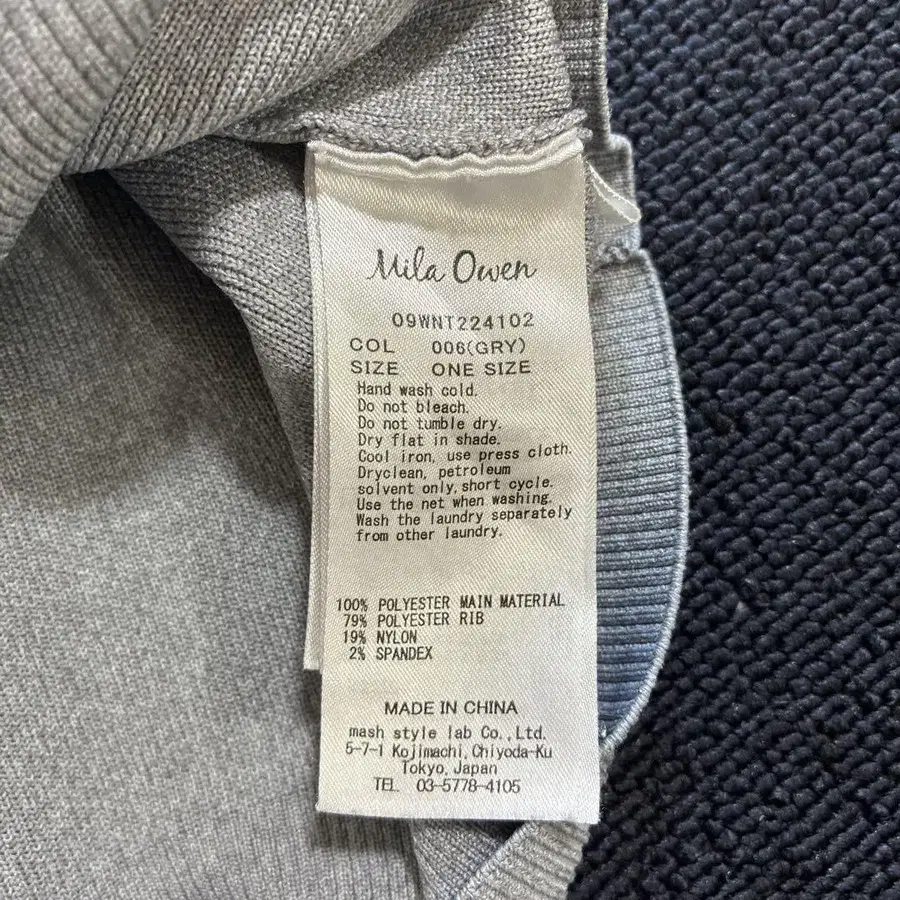 Mila Owen
09WNT224102
COL 006(GRY)
SIZE ONE SIZE
Hand wash cold.
Do not bleach.
Do not tumble dry.
Dry flat in shade.
Cool iron, use press cloth.
Dryclean, petroleum
solvent only, short cycle.
Use the net when washing.
Wash the laundry separately
from other laundry.
100% POLYESTER MAIN MATERIAL
79% POLYESTER RIB
19% NYLON
2% SPANDEX
MADE IN CHINA
mash style lab Co., Ltd.
5-7-1 Kojimachi, Chiyoda-Ku
Tokyo, Japan
TEL 03-5778-4105